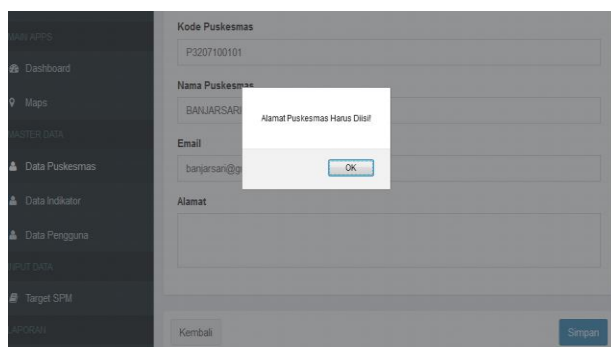 MAIN APPS
Dashboard
Maps
MASTER DATA
Data Puskesmas
Data Indikator
Data Pengguna
INPUT DATA
Target SPM
LAPORAN
Kode Puskesmas
P3207100101
Nama Puskesmas
BANJARSARI
Email
banjarsari@g
Alamat
Kembali
Simpan
Alamat Puskesmas Harus Diisi!
OK